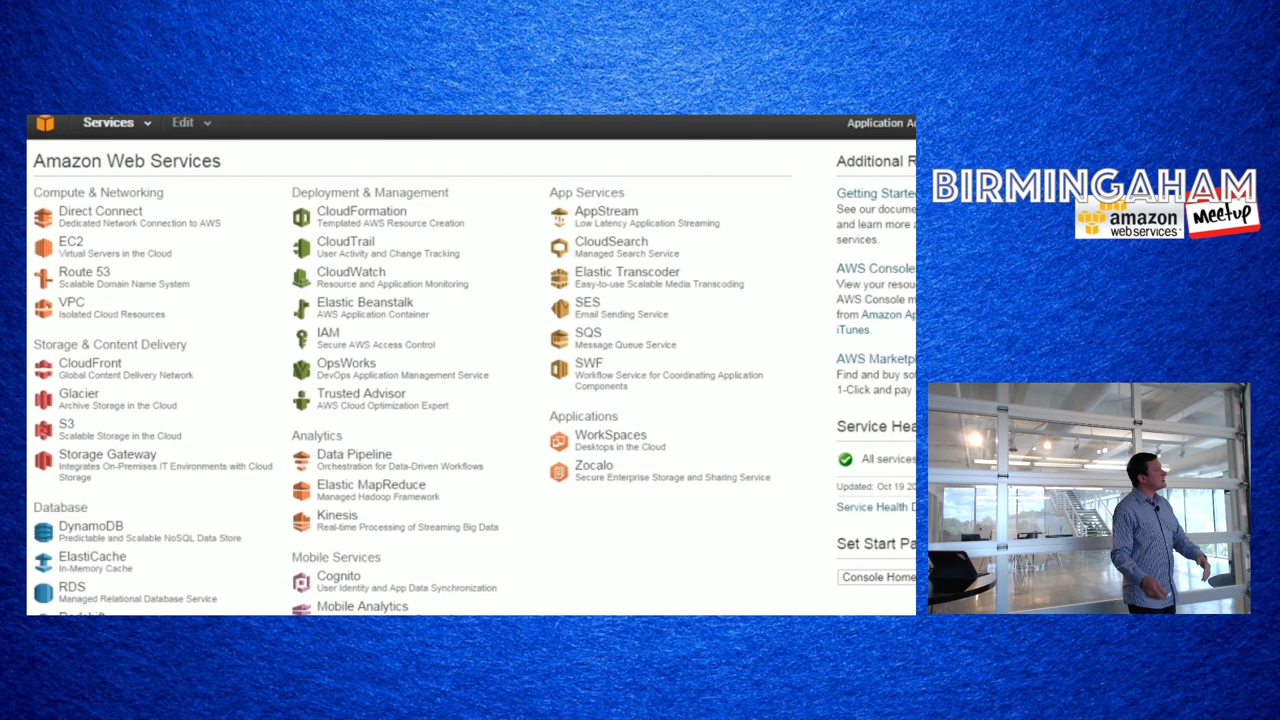 Services
Edit
Application
Amazon Web Services
Compute & Networking
Direct Connect
Dedicated Network Connection to AWS
EC2
Virtual Servers in the Cloud
Route 53
Scalable Domain Name System
VPC
Isolated Cloud Resources
Storage & Content Delivery
CloudFront
Global Content Delivery Network
Glacier
Archive Storage in the Cloud
S3
Scalable Storage in the Cloud
Storage Gateway
Integrates On-Premises IT Environments with Cloud
Storage
Database
DynamoDB
Predictable and Scalable NoSQL Data Store
ElastiCache
In-Memory Cache
RDS
Managed Relational Database Service
Deployment & Management
CloudFormation
Templated AWS Resource Creation
CloudTrail
User Activity and Change Tracking
CloudWatch
Resource and Application Monitoring
Elastic Beanstalk
AWS Application Container
IAM
Secure AWS Access Control
OpsWorks
DevOps Application Management Service
Trusted Advisor
AWS Cloud Optimization Expert
Analytics
Data Pipeline
Orchestration for Data-Driven Workflows
Elastic MapReduce
Managed Hadoop Framework
Kinesis
Real-time Processing of Streaming Big Data
Mobile Services
Cognito
User Identity and App Data Synchronization
Mobile Analytics
App Services
AppStream
Low Latency Application Streaming
CloudSearch
Managed Search Service
Elastic Transcoder
Easy-to-use Scalable Media Transcoding
SES
Email Sending Service
SQS
Message Queue Service
SWF
Workflow Service for Coordinating Application
Components
Applications
WorkSpaces
Desktops in the Cloud
Zocalo
Secure Enterprise Storage and Sharing Service
Additional R
Getting Starte
See our docume
and learn more
services.
AWS Console
View your resou
AWS Console m
from Amazon Ap
iTunes.
AWS Marketp
Find and buy so
1-Click and pay
Service Hea
All services
Updated: Oct 19 20
Service Health D
Set Start Pa
Console Home
BIRMINGAHAM
amazon
web services
Meetup